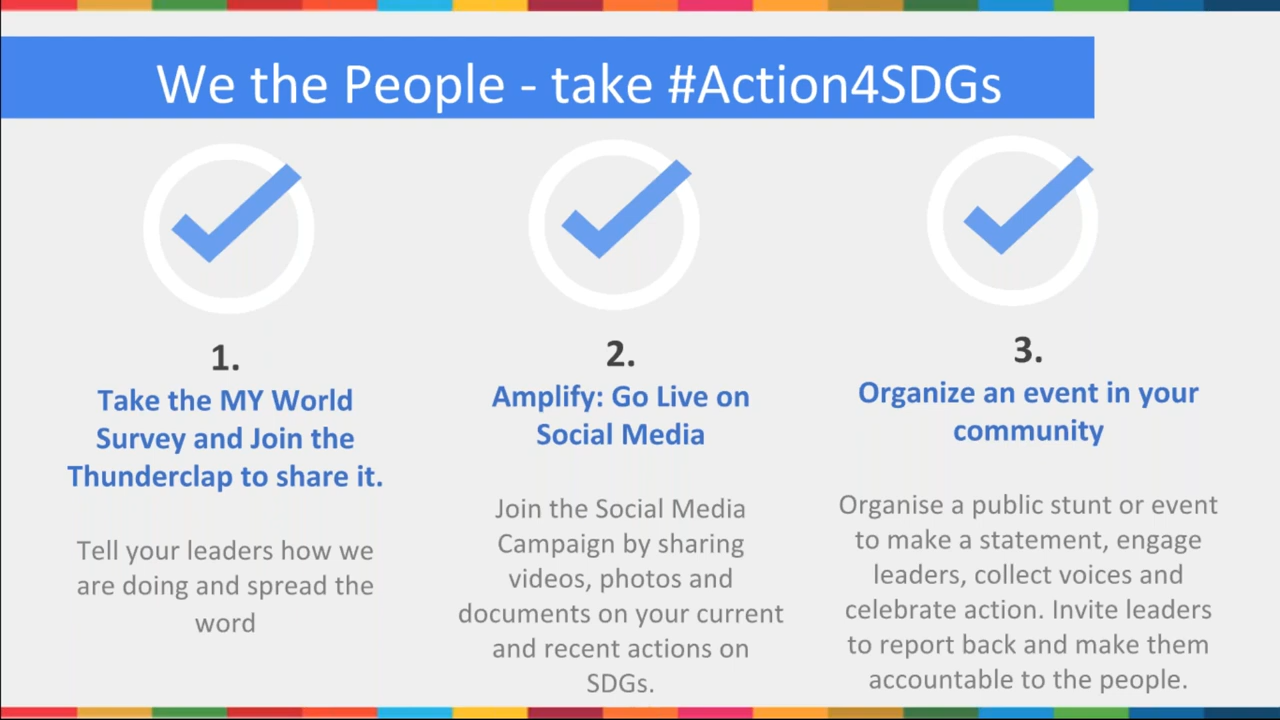 We the People - take #Action4SDGs
1.
Take the MY World
Survey and Join the
Thunderclap to share it.
Tell your leaders how we
are doing and spread the
word
2.
Amplify: Go Live on
Social Media
Join the Social Media
Campaign by sharing
videos, photos and
documents on your current
and recent actions on
SDGs.
3.
Organize an event in your
community
Organise a public stunt or event
to make a statement, engage
leaders, collect voices and
celebrate action. Invite leaders
to report back and make them
accountable to the people.